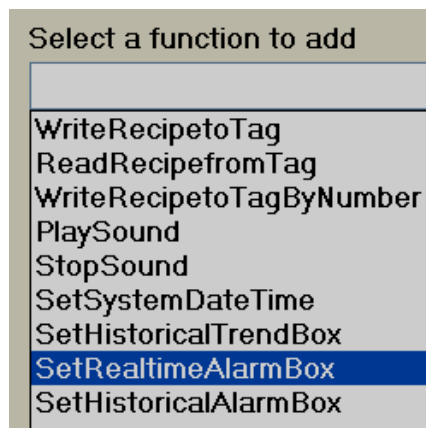 Select a function to add
WriteRecipetoTag
ReadRecipefromTag
WriteRecipetoTagByNumber
PlaySound
StopSound
SetSystemDateTime
SetHistoricalTrendBox
SetRealtimeAlarmBox
SetHistoricalAlarmBox